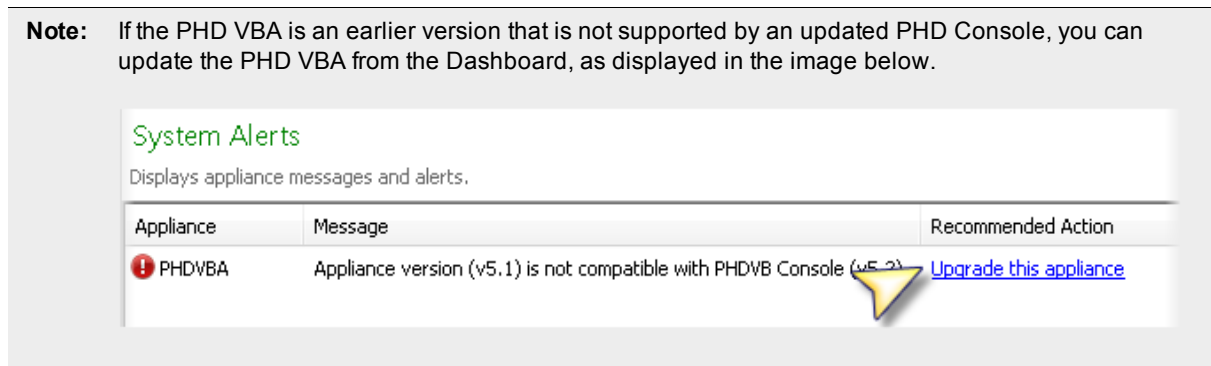 Note: If the PHD VBA is an earlier version that is not supported by an updated PHD Console, you can
update the PHD VBA from the Dashboard, as displayed in the image below.
System Alerts
Displays appliance messages and alerts.
Appliance Message Recommended Action
PHDVBA Appliance version (v5.1) is not compatible with PHDVB Console Upgrade this appliance